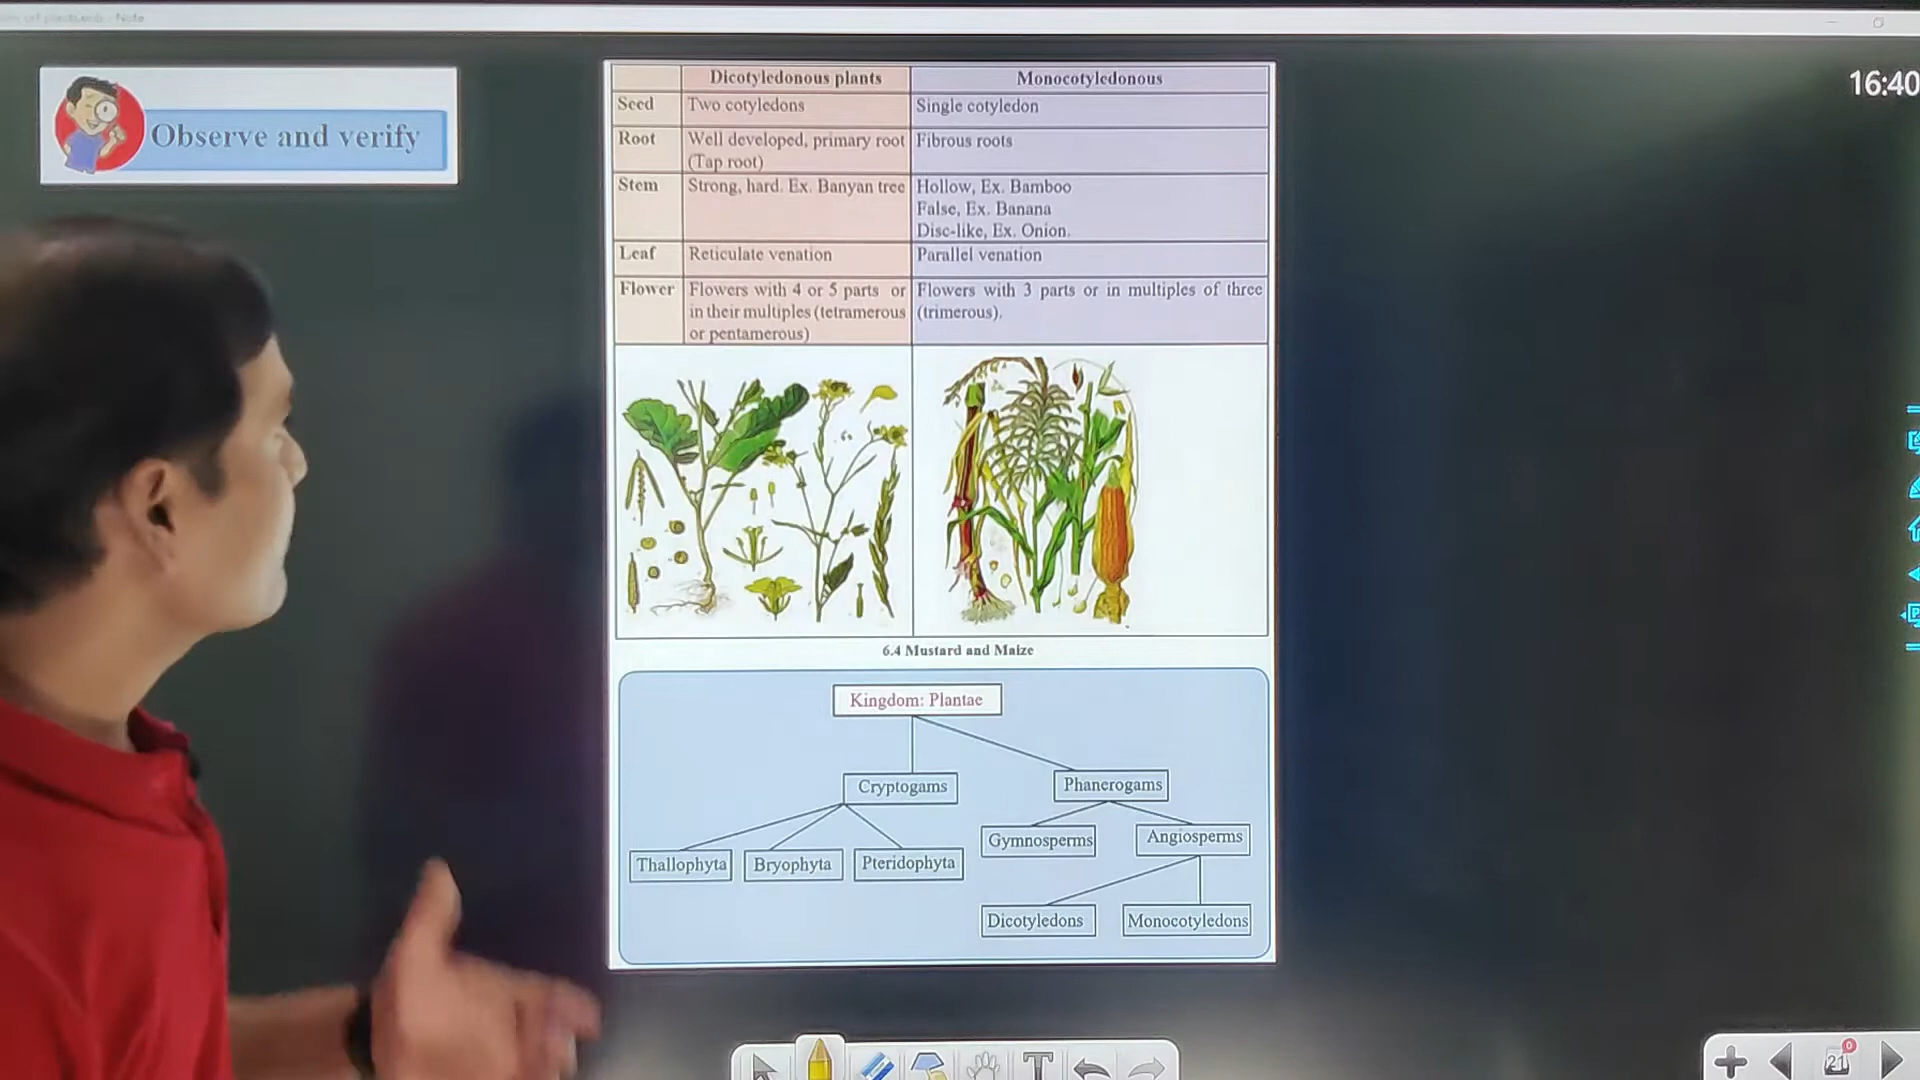 Note
16:40
Observe and verify
Dicotyledonous plants Monocotyledonous
Seed Two cotyledons Single cotyledon
Root Well developed, primary root Fibrous roots
(Tap root)
Stem Strong, hard. Ex. Banyan tree Hollow, Ex. Bamboo
False, Ex. Banana
Disc-like, Ex. Onion.
Leaf Reticulate venation Parallel venation
Flower Flowers with 4 or 5 parts or Flowers with 3 parts or in multiples of three
in their multiples (tetramerous (trimerous).
or pentamerous)
6.4 Mustard and Maize
Kingdom: Plantae
Cryptogams Phanerogams
Gymnosperms Angiosperms
Thallophyta Bryophyta Pteridophyta
Dicotyledons Monocotyledons
T
21
0